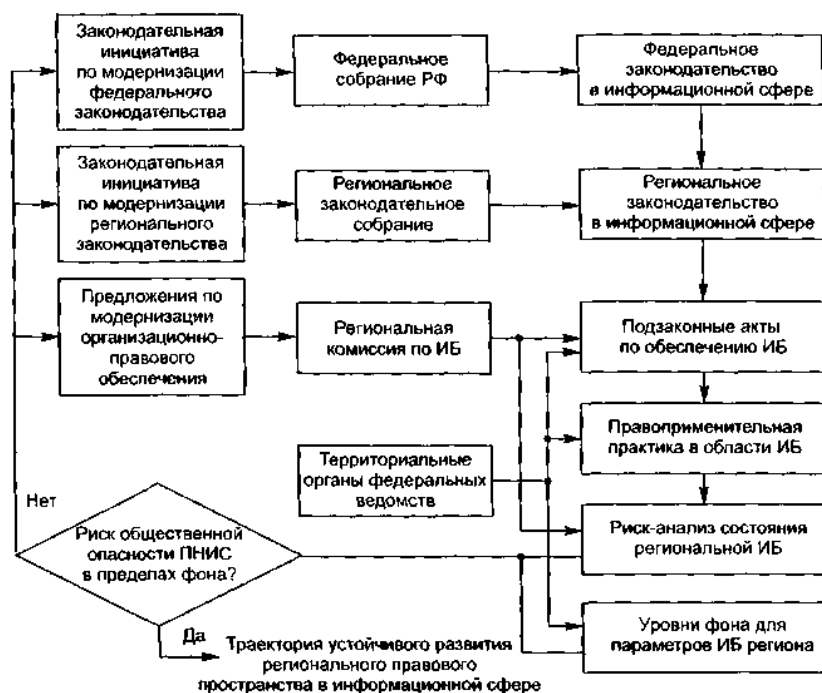 Законодательная
инициатива
по модернизации
федерального
законодательства
Федеральное
собрание РФ
Федеральное
законодательство
в информационной сфере
Законодательная
инициатива
по модернизации
регионального
законодательства
Региональное
законодательное
собрание
Региональное
законодательство
в информационной сфере
Предложения по
модернизации
организационно-
правового
обеспечения
Региональная
комиссия по ИБ
Подзаконные акты
по обеспечению ИБ
Правоприменительная
практика в области ИБ
Территориальные
органы федеральных
ведомств
Нет
Риск общественной
опасности ПНИС
в пределах фона?
Риск-анализ состояния
региональной ИБ
Уровни фона для
параметров ИБ региона
Да
Траектория устойчивого развития
регионального правового
пространства в информационной сфере